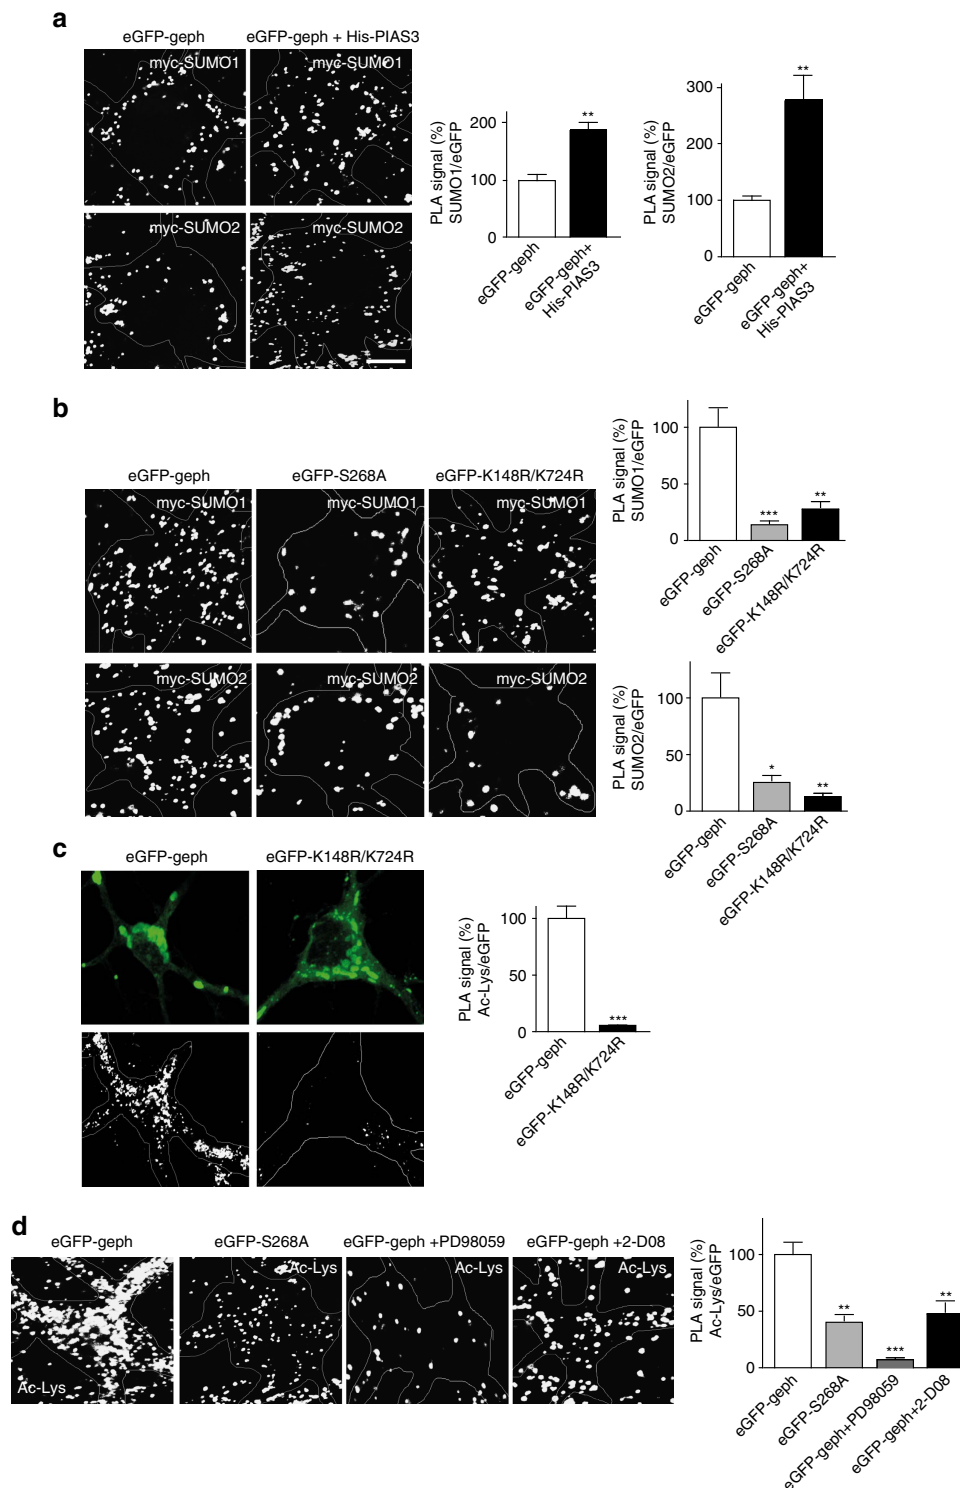 a
eGFP-geph
eGFP-geph + His-PIAS3
myc-SUMO1
myc-SUMO1
myc-SUMO2
myc-SUMO2
PLA signal (%)
SUMO1/eGFP
200
100
0
**
eGFP-geph
eGFP-geph+
His-PIAS3
PLA signal (%)
SUMO2/eGFP
300
200
100
0
**
eGFP-geph
eGFP-geph+
His-PIAS3
b
eGFP-geph
eGFP-S268A
eGFP-K148R/K724R
myc-SUMO1
myc-SUMO1
myc-SUMO1
myc-SUMO2
myc-SUMO2
myc-SUMO2
PLA signal (%)
SUMO1/eGFP
100
50
0
***
**
eGFP-geph
eGFP-S268A
eGFP-K148R/K724R
PLA signal (%)
SUMO2/eGFP
100
50
0
*
**
eGFP-geph
eGFP-S268A
eGFP-K148R/K724R
c
eGFP-geph
eGFP-K148R/K724R
PLA signal (%)
Ac-Lys/eGFP
100
50
0
***
eGFP-geph
eGFP-K148R/K724R
d
eGFP-geph
eGFP-S268A
eGFP-geph +PD98059
eGFP-geph +2-D08
Ac-Lys
Ac-Lys
Ac-Lys
Ac-Lys
PLA signal (%)
Ac-Lys/eGFP
100
50
0
**
***
**
eGFP-geph
eGFP-S268A
eGFP-geph+PD98059
eGFP-geph+2-D08